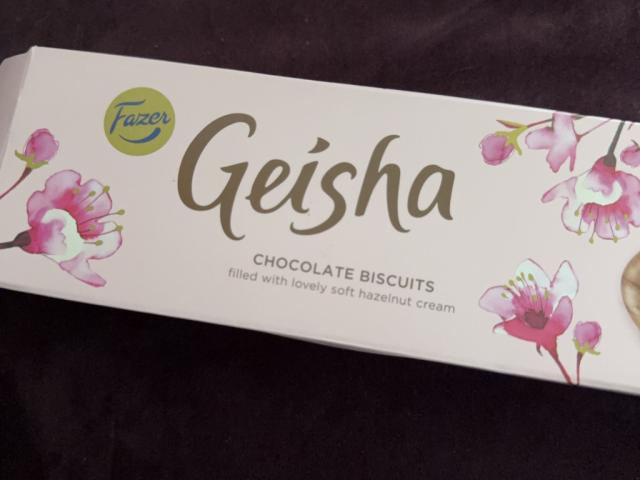 Fazer
Geisha
CHOCOLATE BISCUITS
filled with lovely soft hazelnut cream